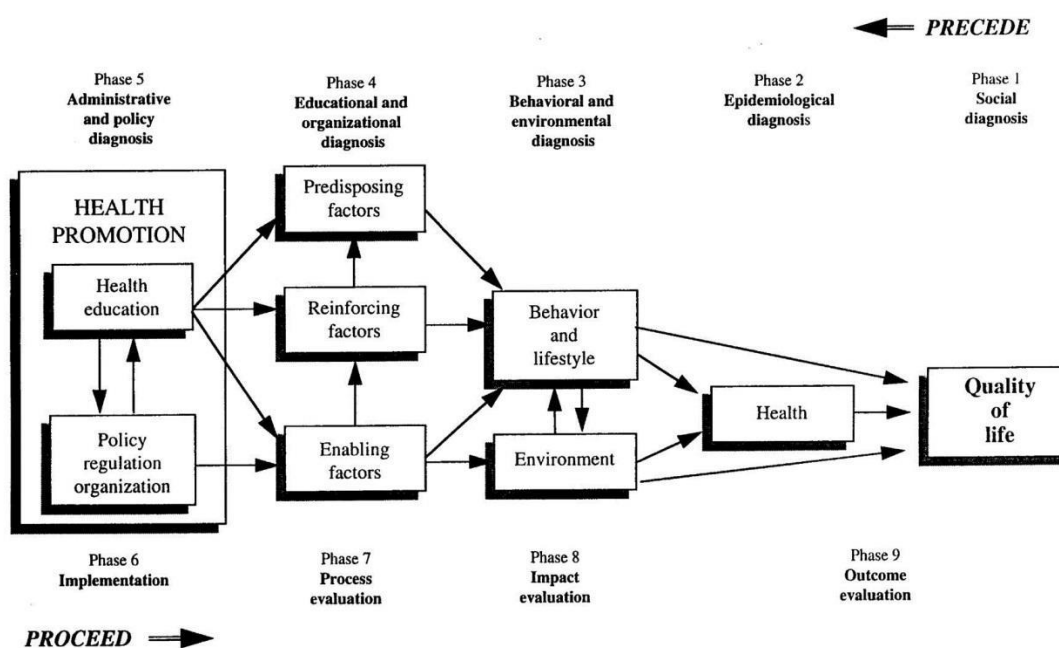 PRECEDE
Phase 5
Administrative
and policy
diagnosis
Phase 4
Educational and
organizational
diagnosis
Phase 3
Behavioral and
environmental
diagnosis
Phase 2
Epidemiological
diagnosis
Phase 1
Social
diagnosis
HEALTH
PROMOTION
Health
education
Policy
regulation
organization
Predisposing
factors
Reinforcing
factors
Enabling
factors
Behavior
and
lifestyle
Environment
Health
Quality
of
life
Phase 6
Implementation
Phase 7
Process
evaluation
Phase 8
Impact
evaluation
Phase 9
Outcome
evaluation
PROCEED